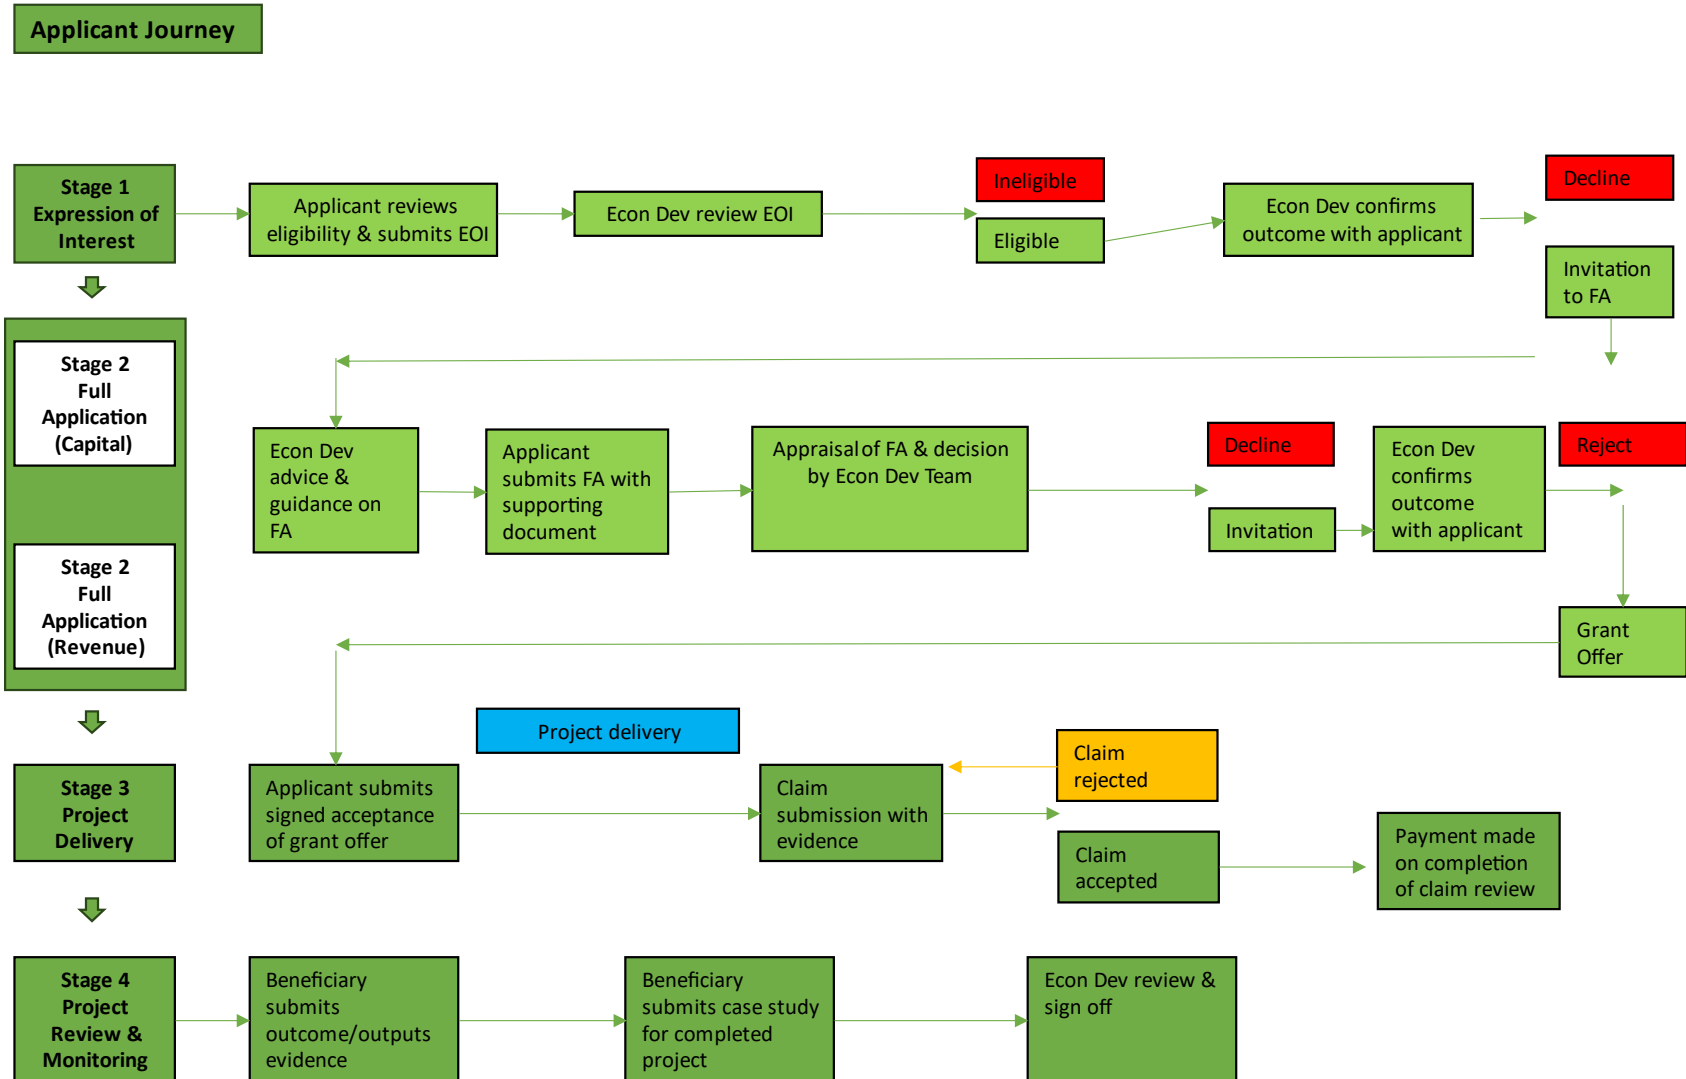 Applicant Journey
Stage 1
Expression of
Interest
Applicant reviews
eligibility & submits EOI
Econ Dev review EOI
Ineligible
Eligible
Econ Dev confirms
outcome with applicant
Decline
Invitation
to FA
Stage 2
Full
Application
(Capital)
Stage 2
Full
Application
(Revenue)
Econ Dev
advice &
guidance on
FA
Applicant
submits FA with
supporting
document
Appraisal of FA & decision
by Econ Dev Team
Decline
Invitation
Econ Dev
confirms
outcome
with applicant
Reject
Grant
Offer
Stage 3
Project
Delivery
Applicant submits
signed acceptance
of grant offer
Project delivery
Claim
submission with
evidence
Claim
rejected
Claim
accepted
Payment made
on completion
of claim review
Stage 4
Project
Review &
Monitoring
Beneficiary
submits
outcome/outputs
evidence
Beneficiary
submits case study
for completed
project
Econ Dev review &
sign off